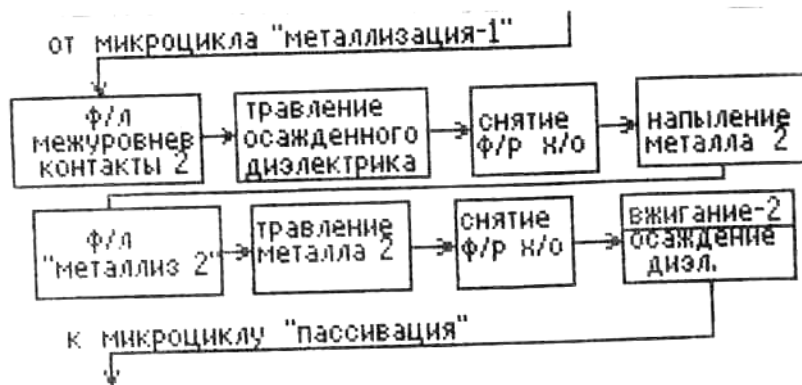 от микроцикла "металлизация-1"
ф/л
межуровнев
контакты 2
травление
осажденного
диэлектрика
снятие
ф/р х/о
напыление
металла 2
ф/л
"металлиз 2"
травление
металла 2
снятие
ф/р х/о
вжигание-2
осаждение
диэл.
к микроциклу "пассивация"